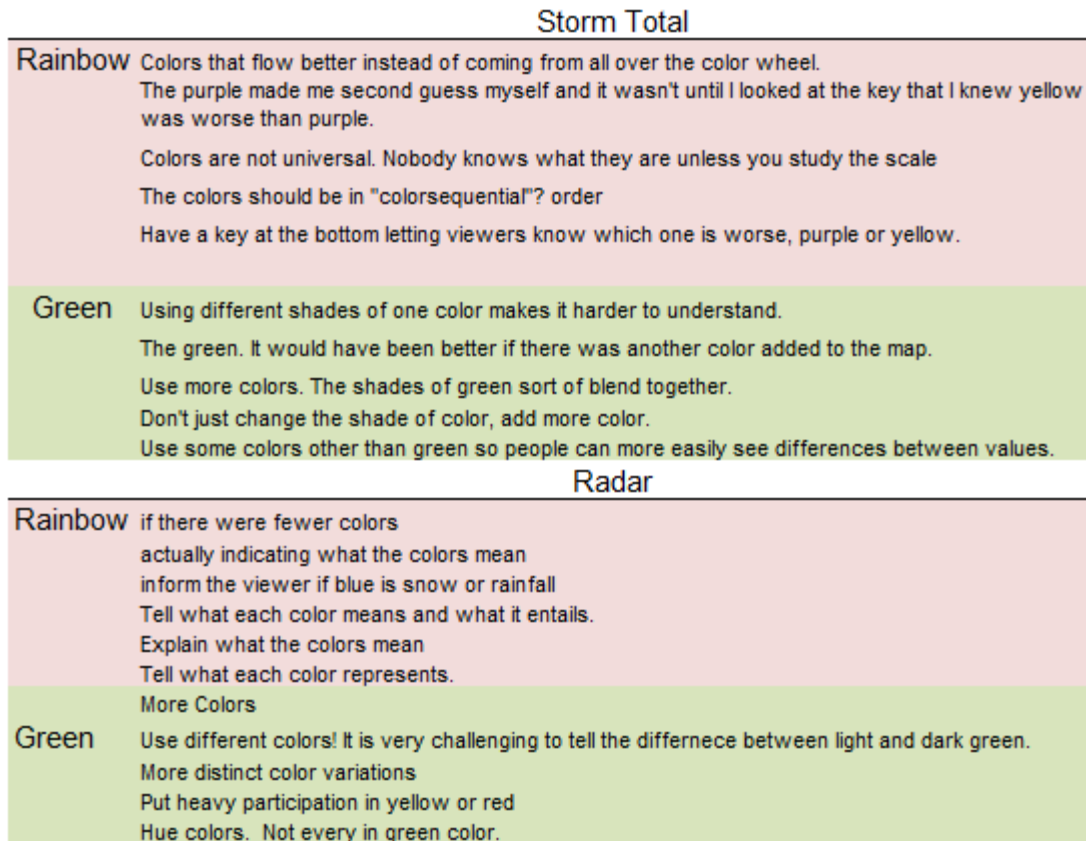 Storm Total
Rainbow Colors that flow better instead of coming from all over the color wheel.
The purple made me second guess myself and it wasn't until I looked at the key that I knew yellow
was worse than purple.
Colors are not universal. Nobody knows what they are unless you study the scale
The colors should be in "colorsequential"? order
Have a key at the bottom letting viewers know which one is worse, purple or yellow.
Green Using different shades of one color makes it harder to understand.
The green. It would have been better if there was another color added to the map.
Use more colors. The shades of green sort of blend together.
Don't just change the shade of color, add more color.
Use some colors other than green so people can more easily see differences between values.
Radar
Rainbow if there were fewer colors
actually indicating what the colors mean
inform the viewer if blue is snow or rainfall
Tell what each color means and what it entails.
Explain what the colors mean
Tell what each color represents.
More Colors
Green Use different colors! It is very challenging to tell the differnece between light and dark green.
More distinct color variations
Put heavy participation in yellow or red
Hue colors. Not every in green color.